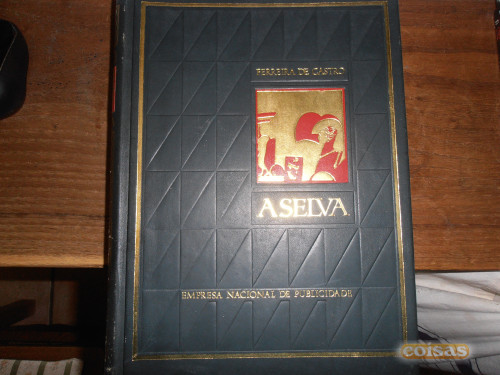 FERREIRA DE CASTRO
A SELVA
EMPRESA NACIONAL DE PUBLICIDADE
coisas